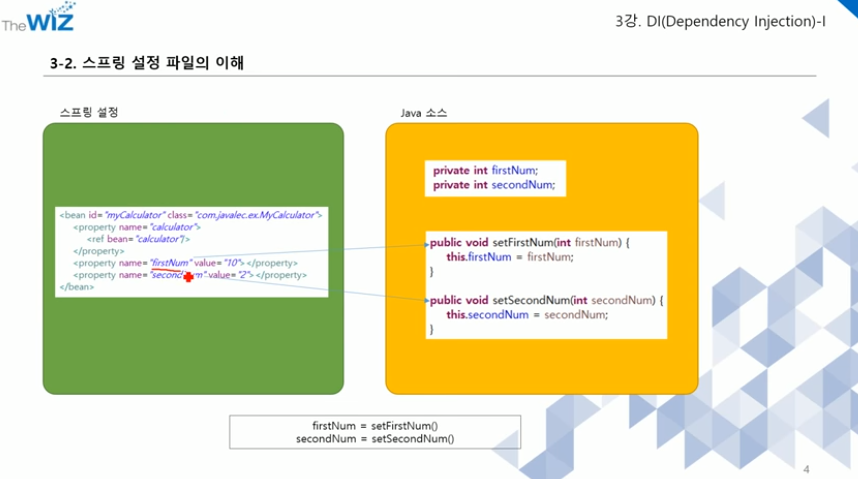 The WIZ
3강. DI(Dependency Injection)-I
3-2. 스프링 설정 파일의 이해
스프링 설정
<bean id="myCalculator" class="com.javalec.ex.MyCalculator">
<property name="calculator">
<ref bean="calculator"/>
</property>
<property name="firstNum" value="10"></property>
<property name= value="2"></property>
</bean>
Java 소스
private int firstNum;
private int secondNum;
public void setFirstNum(int firstNum) {
this.firstNum = firstNum;
}
public void setSecondNum(int secondNum) {
this.secondNum = secondNum;
}
firstNum = setFirstNum()
secondNum = setSecondNum()
4